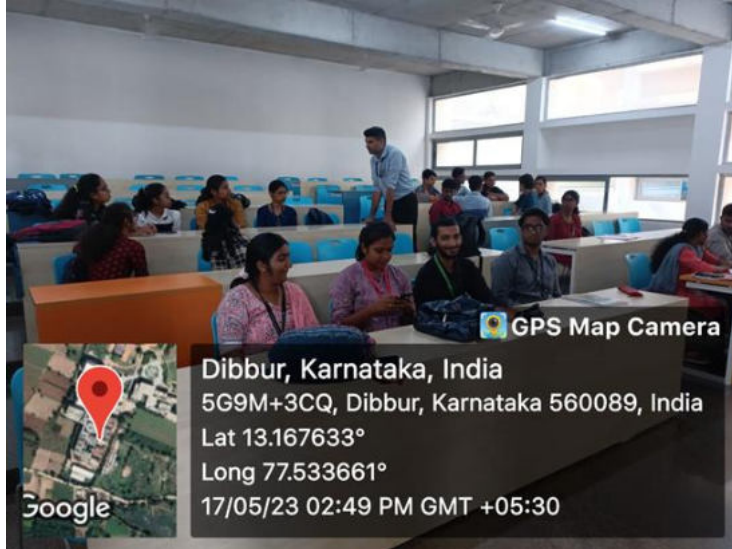 GPS Map Camera
Dibbur, Karnataka, India
5G9M+3CQ, Dibbur, Karnataka 560089, India
Lat 13.167633°
Long 77.533661°
17/05/23 02:49 PM GMT +05:30
Google